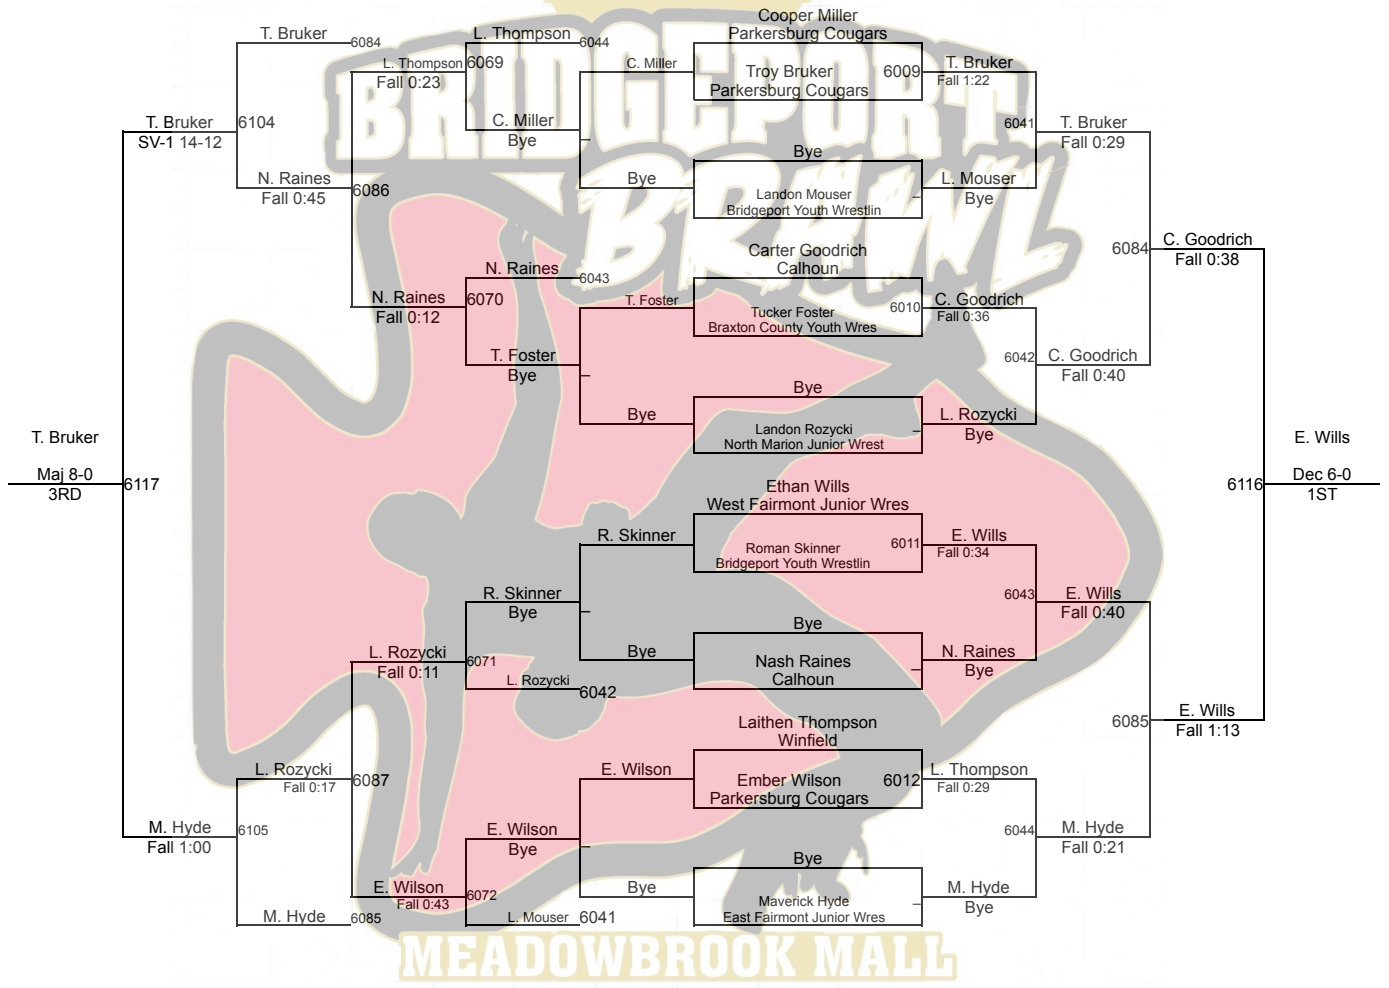 BRIDGEPORT
BRAWL
Cooper Miller
Parkersburg Cougars
T. Bruker
6084
L. Thompson
6044
L. Thompson
6069
Fall 0:23
C. Miller
Troy Bruker
Parkersburg Cougars
6009
T. Bruker
Fall 1:22
T. Bruker
SV-1 14-12
6104
C. Miller
Bye
6041
T. Bruker
Fall 0:29
Bye
N. Raines
Fall 0:45
6086
Bye
Landon Mouser
Bridgeport Youth Wrestlin
L. Mouser
Bye
Carter Goodrich
Calhoun
6084
C. Goodrich
Fall 0:38
N. Raines
6043
N. Raines
Fall 0:12
6070
T. Foster
Tucker Foster
Braxton County Youth Wres
6010
C. Goodrich
Fall 0:36
T. Foster
Bye
6042
C. Goodrich
Fall 0:40
Bye
Bye
Landon Rozycki
North Marion Junior Wrest
L. Rozycki
Bye
T. Bruker
Maj 8-0
3RD
6117
Ethan Wills
West Fairmont Junior Wres
6116
E. Wills
Dec 6-0
1ST
R. Skinner
Roman Skinner
Bridgeport Youth Wrestlin
6011
E. Wills
Fall 0:34
R. Skinner
Bye
6043
E. Wills
Fall 0:40
Bye
L. Rozycki
Fall 0:11
6071
Bye
Nash Raines
Calhoun
N. Raines
Bye
L. Rozycki
6042
Laithen Thompson
Winfield
6085
E. Wills
Fall 1:13
L. Rozycki
Fall 0:17
6087
E. Wilson
Ember Wilson
Parkersburg Cougars
6012
L. Thompson
Fall 0:29
M. Hyde
Fall 1:00
6105
E. Wilson
Bye
6044
M. Hyde
Fall 0:21
Bye
E. Wilson
Fall 0:43
6072
Bye
Maverick Hyde
East Fairmont Junior Wres
M. Hyde
Bye
M. Hyde
6085
L. Mouser
6041
MEADOWBROOK MALL